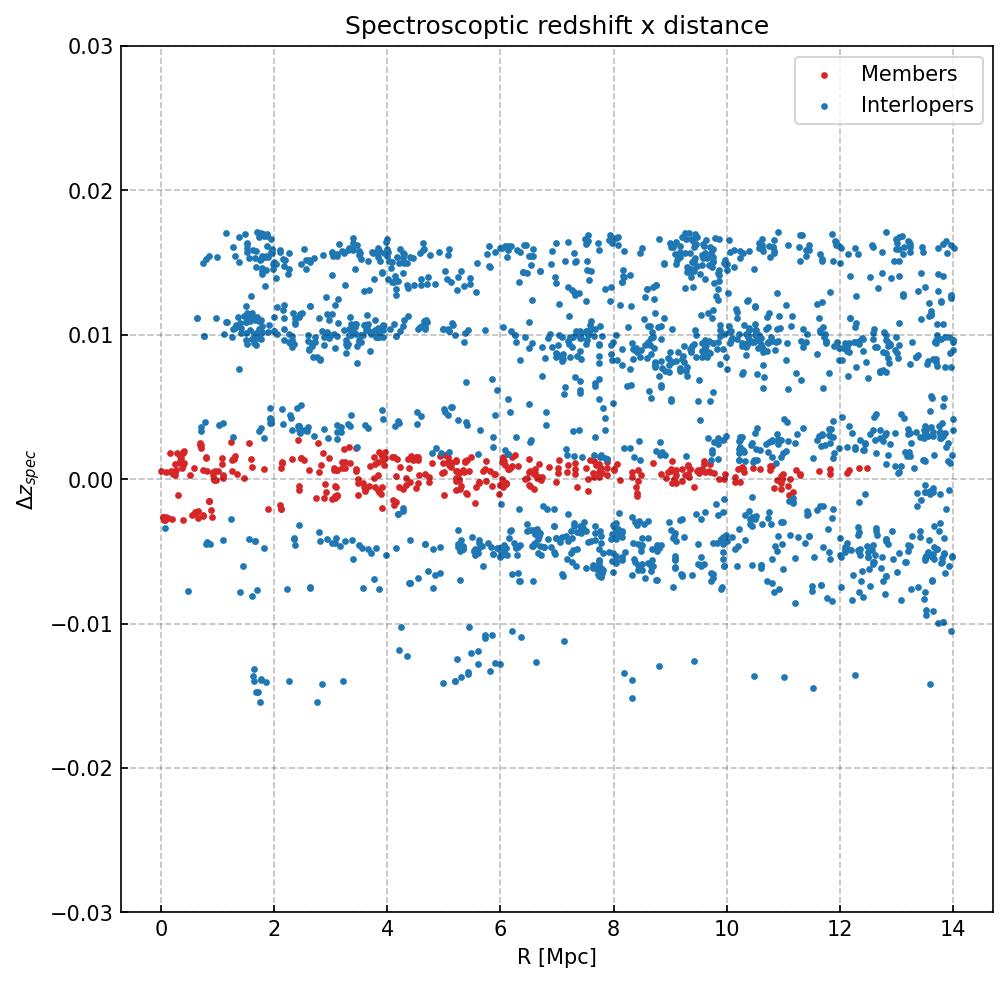 Spectroscoptic redshift x distance
Members
Interlopers
0.03
0.02
0.01
0.00
−0.01
−0.02
−0.03
Δz_spec
0 2 4 6 8 10 12 14
R [Mpc]